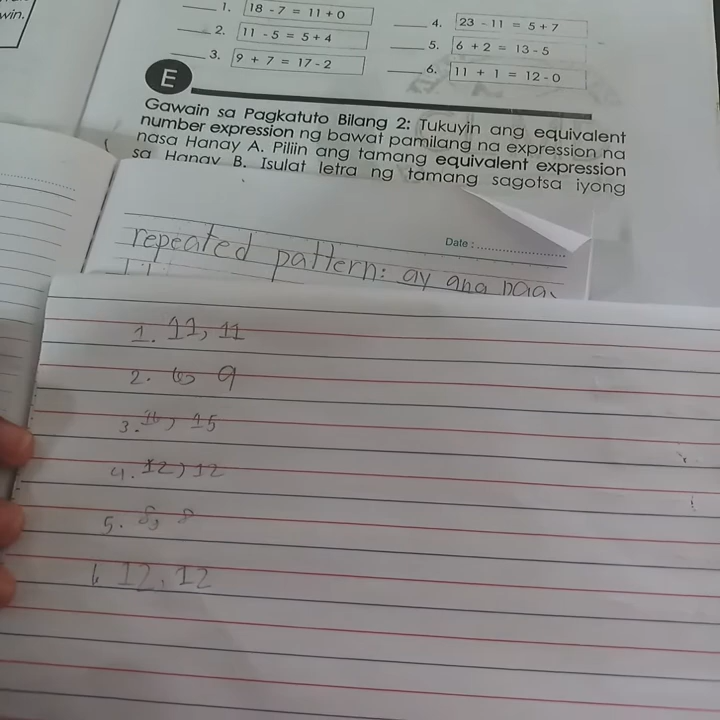 win.
1. 18 - 7 = 11 + 0
2. 11 - 5 = 5 + 4
3. 9 + 7 = 17 - 2
4. 23 - 11 = 5 + 7
5. 6 + 2 = 13 - 5
6. 11 + 1 = 12 - 0
E
Gawain sa Pagkatuto Bilang 2: Tukuyin ang equivalent
number expression ng bawat pamilang na expression na
nasa Hanay A. Piliin ang tamang equivalent expression
sa Hanay B. Isulat letra ng tamang sagotsa iyong
Date :
repeated pattern: ay ang pag
1. 11, 11
2. 6, 9
3. 16, 15
4. 12, 12
5. 8, 8
6 12, 12